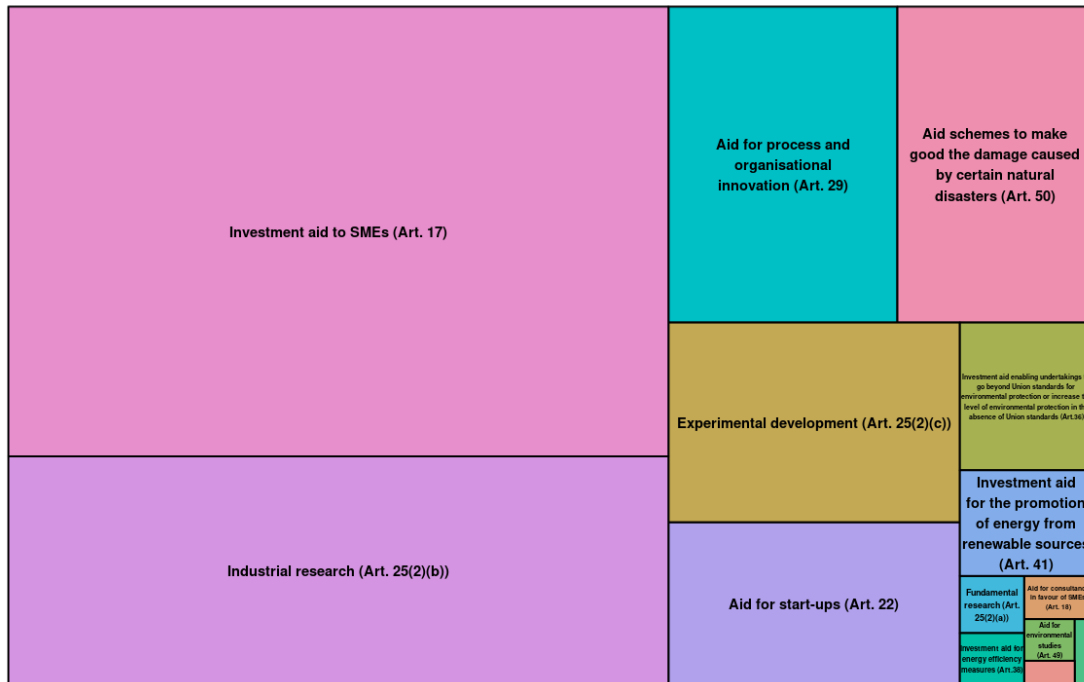 Investment aid to SMEs (Art. 17)
Industrial research (Art. 25(2)(b))
Aid for process and
organisational
innovation (Art. 29)
Aid schemes to make
good the damage caused
by certain natural
disasters (Art. 50)
Experimental development (Art. 25(2)(c))
Aid for start-ups (Art. 22)
Investment aid enabling undertakings
go beyond Union standards for
environmental protection or increase t
level of environmental protection in th
absence of Union standards (Art.36)
Investment aid
for the promotion
of energy from
renewable sources
(Art. 41)
Fundamental
research (Art.
25(2)(a))
Aid for consultanc
in favour of SMEs
(Art. 18)
Investment aid for
energy efficiency
measures (Art.38)
Aid for
environmental
studies
(Art. 49)